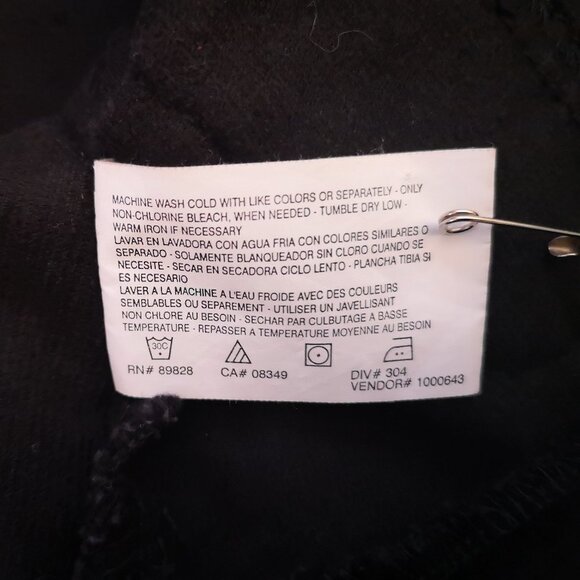 MACHINE WASH COLD WITH LIKE COLORS OR SEPARATELY - ONLY
NON-CHLORINE BLEACH, WHEN NEEDED - TUMBLE DRY LOW -
WARM IRON IF NECESSARY
LAVAR EN LAVADORA CON AGUA FRIA CON COLORES SIMILARES O
SEPARADO - SOLAMENTE BLANQUEADOR SIN CLORO CUANDO SE
NECESITE - SECAR EN SECADORA CICLO LENTO - PLANCHA TIBIA SI
ES NECESARIO
LAVER A LA MACHINE A L'EAU FROIDE AVEC DES COULEURS
SEMBLABLES OU SEPAREMENT - UTILISER UN JAVELLISANT
NON CHLORE AU BESOIN - SECHAR PAR CULBUTAGE A BASSE
TEMPERATURE - REPASSER A TEMPERATURE MOYENNE AU BESOIN
30C
RN# 89828 CA# 08349 DIV# 304
VENDOR# 1000643